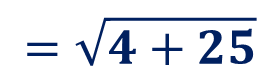 = √4 + 25